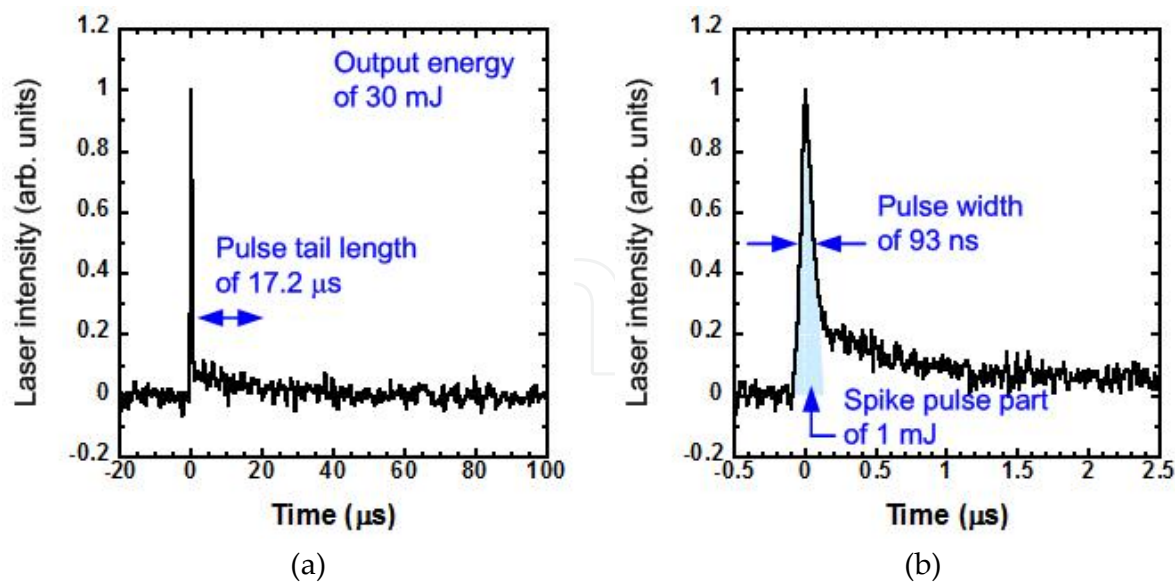 1.2
1
0.8
0.6
0.4
0.2
0
-0.2
-20 0 20 40 60 80 100
Laser intensity (arb. units)
Time (µs)
Output energy
of 30 mJ
Pulse tail length
of 17.2 µs
(a)
1.2
1
0.8
0.6
0.4
0.2
0
-0.2
-0.5 0 0.5 1 1.5 2 2.5
Laser intensity (arb. units)
Time (µs)
Pulse width
of 93 ns
Spike pulse part
of 1 mJ
(b)